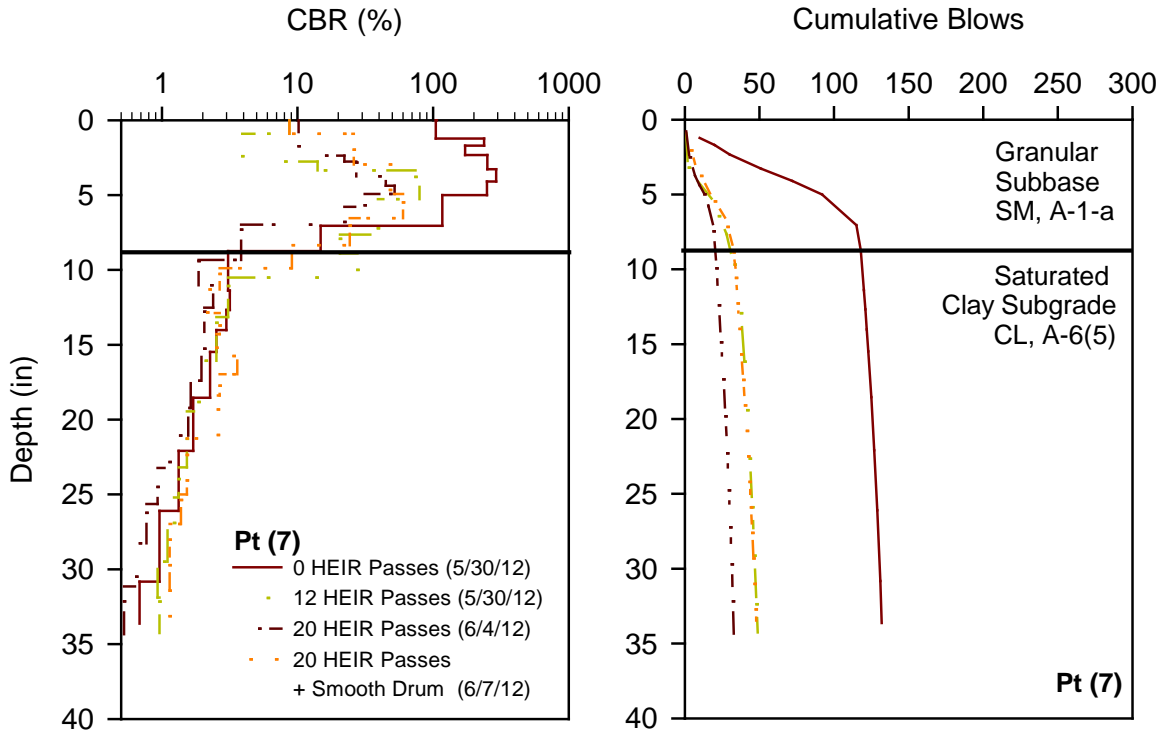 CBR (%)
1 10 100 1000
0
5
10
15
20
25
30
35
40
Depth (in)
Pt (7)
0 HEIR Passes (5/30/12)
12 HEIR Passes (5/30/12)
20 HEIR Passes (6/4/12)
20 HEIR Passes
+ Smooth Drum (6/7/12)
Cumulative Blows
0 50 100 150 200 250 300
0
5
10
15
20
25
30
35
40
Granular
Subbase
SM, A-1-a
Saturated
Clay Subgrade
CL, A-6(5)
Pt (7)